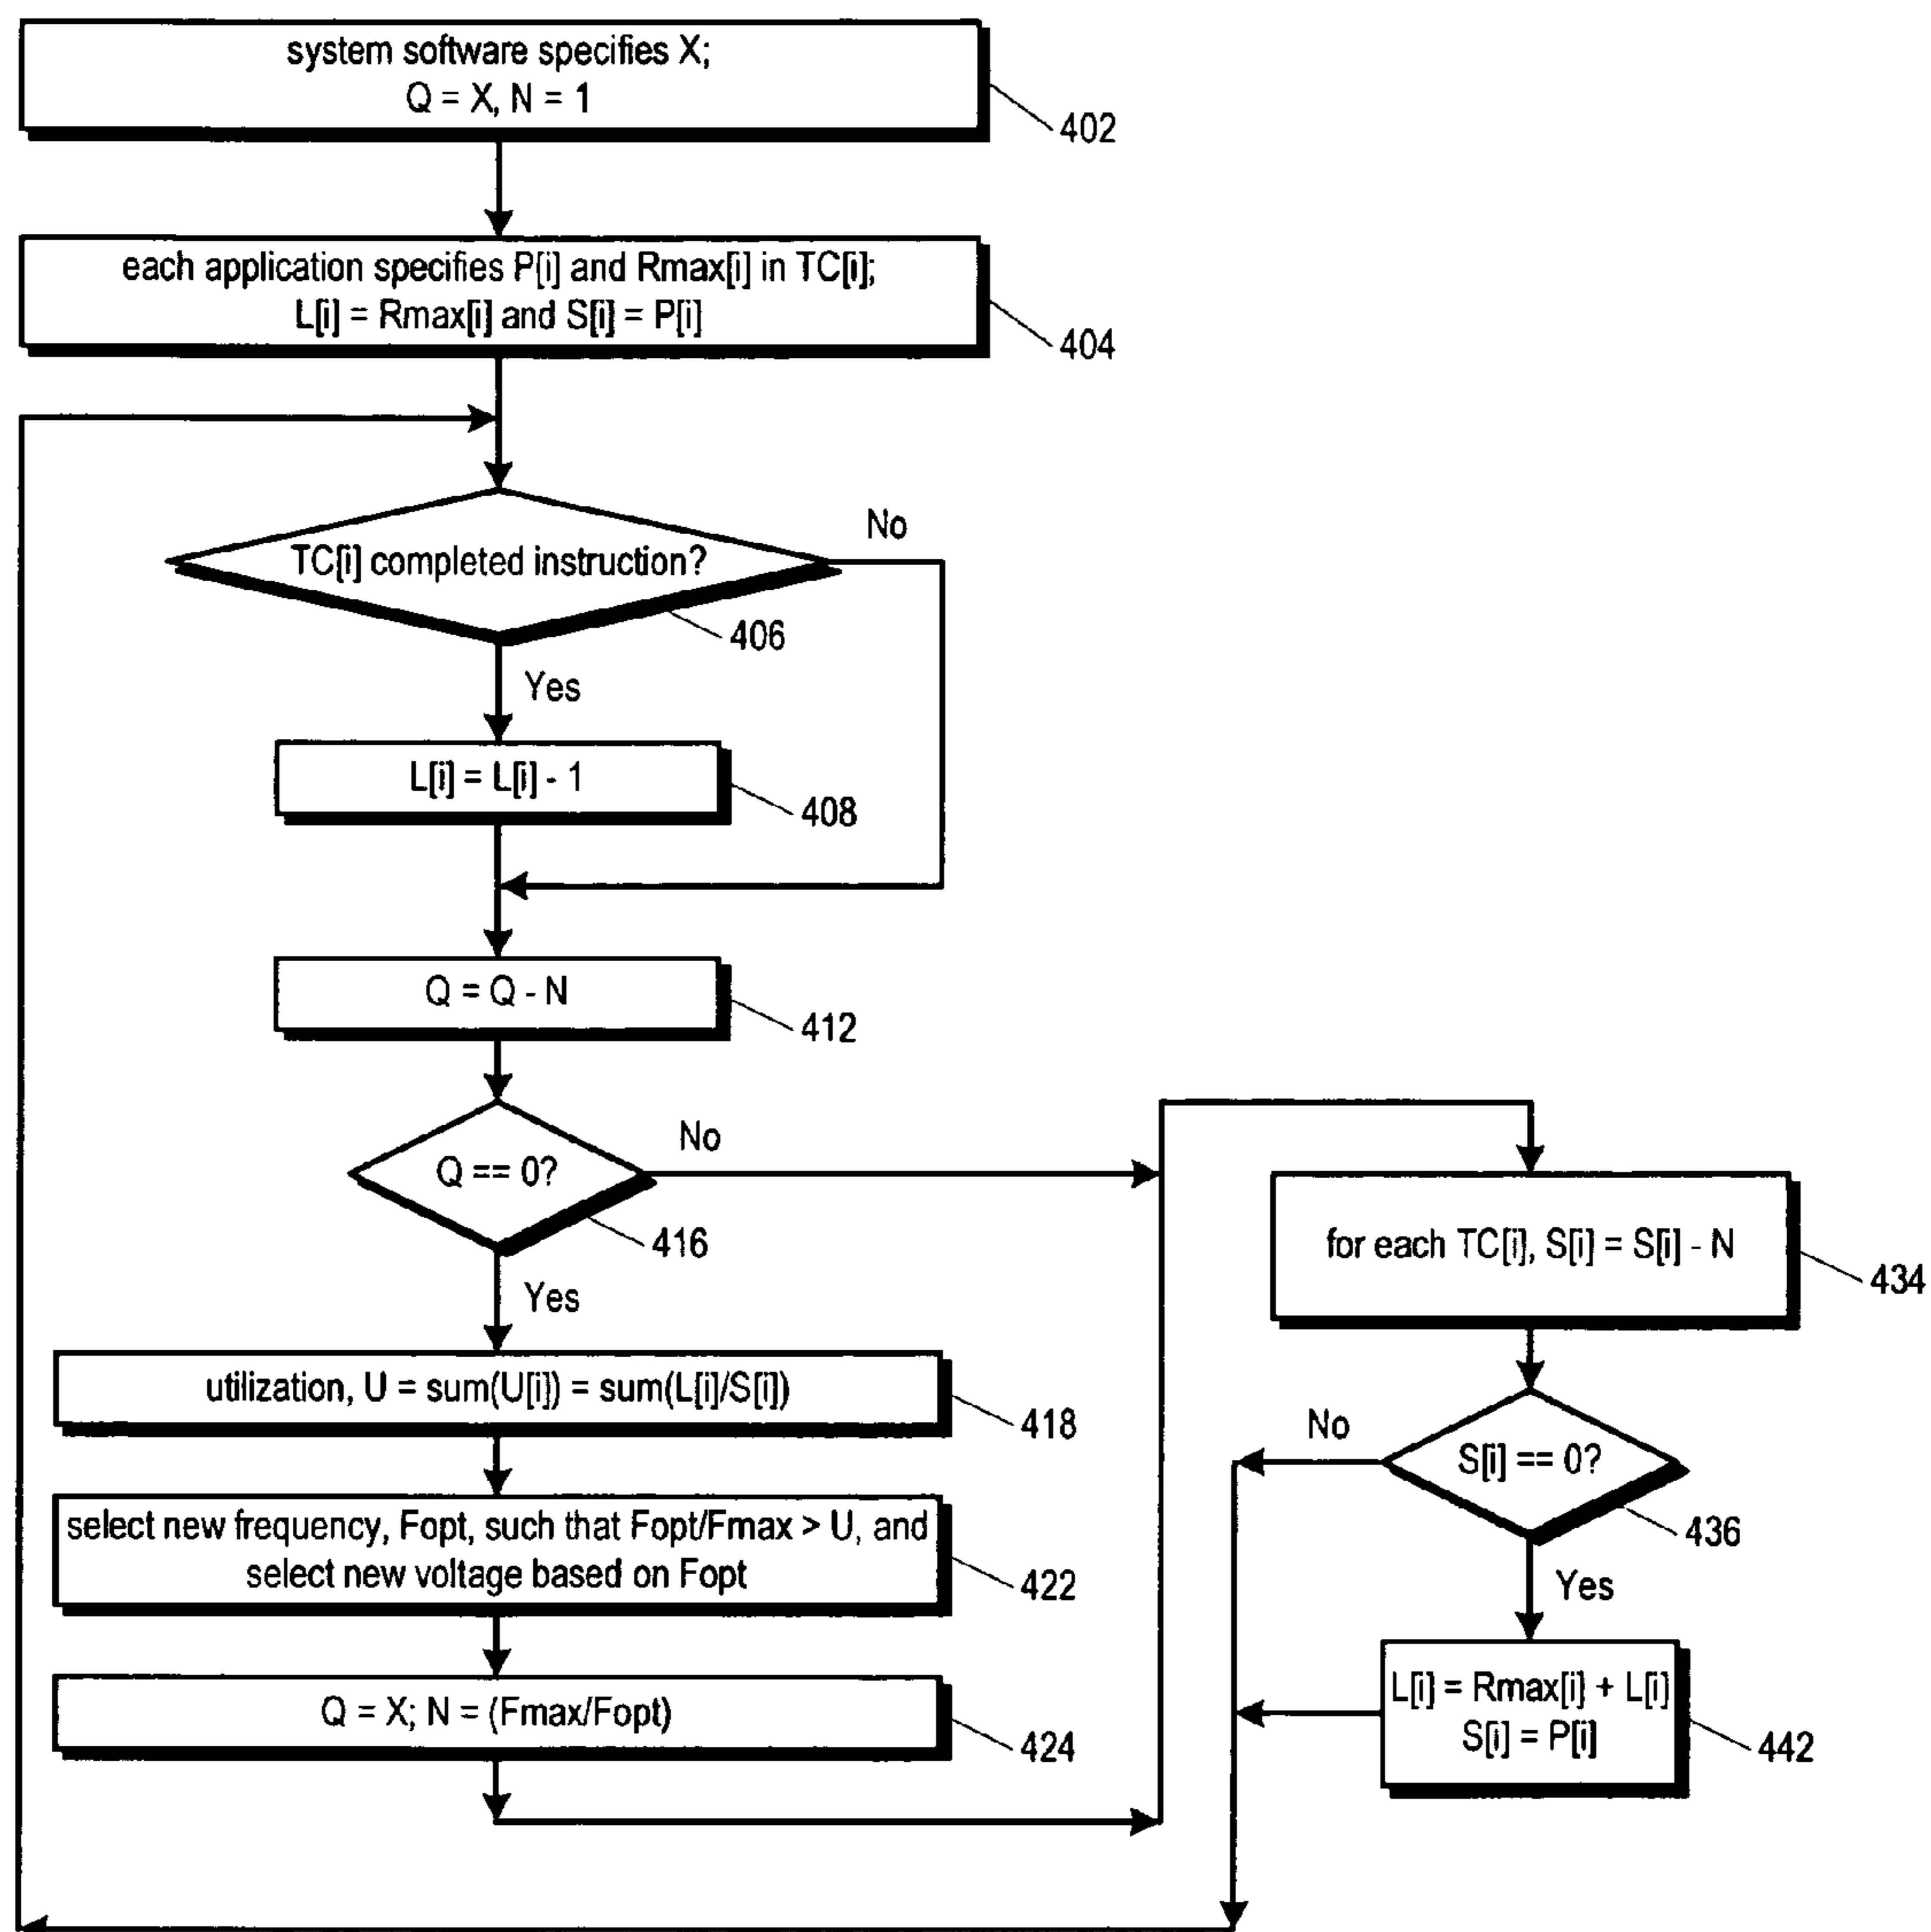 system software specifies X;
Q = X, N = 1
402
each application specifies P[i] and Rmax[i] in TC[i];
L[i] = Rmax[i] and S[i] = P[i]
404
TC[i] completed instruction?
No
406
Yes
L[i] = L[i] - 1
408
Q = Q - N
412
Q == 0?
No
416
Yes
utilization, U = sum(U[i]) = sum(L[i]/S[i])
418
select new frequency, Fopt, such that Fopt/Fmax > U, and
select new voltage based on Fopt
422
Q = X; N = (Fmax/Fopt)
424
for each TC[i], S[i] = S[i] - N
434
S[i] == 0?
No
436
Yes
L[i] = Rmax[i] + L[i]
S[i] = P[i]
442